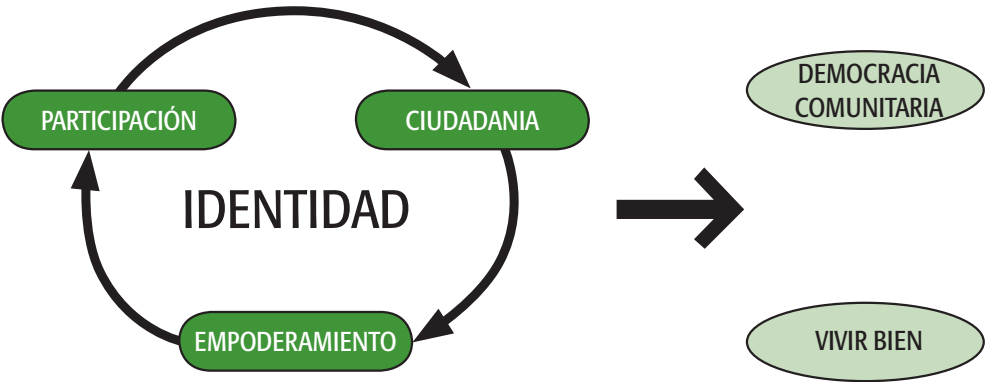 PARTICIPACIÓN
CIUDADANIA
IDENTIDAD
EMPODERAMIENTO
DEMOCRACIA
COMUNITARIA
VIVIR BIEN